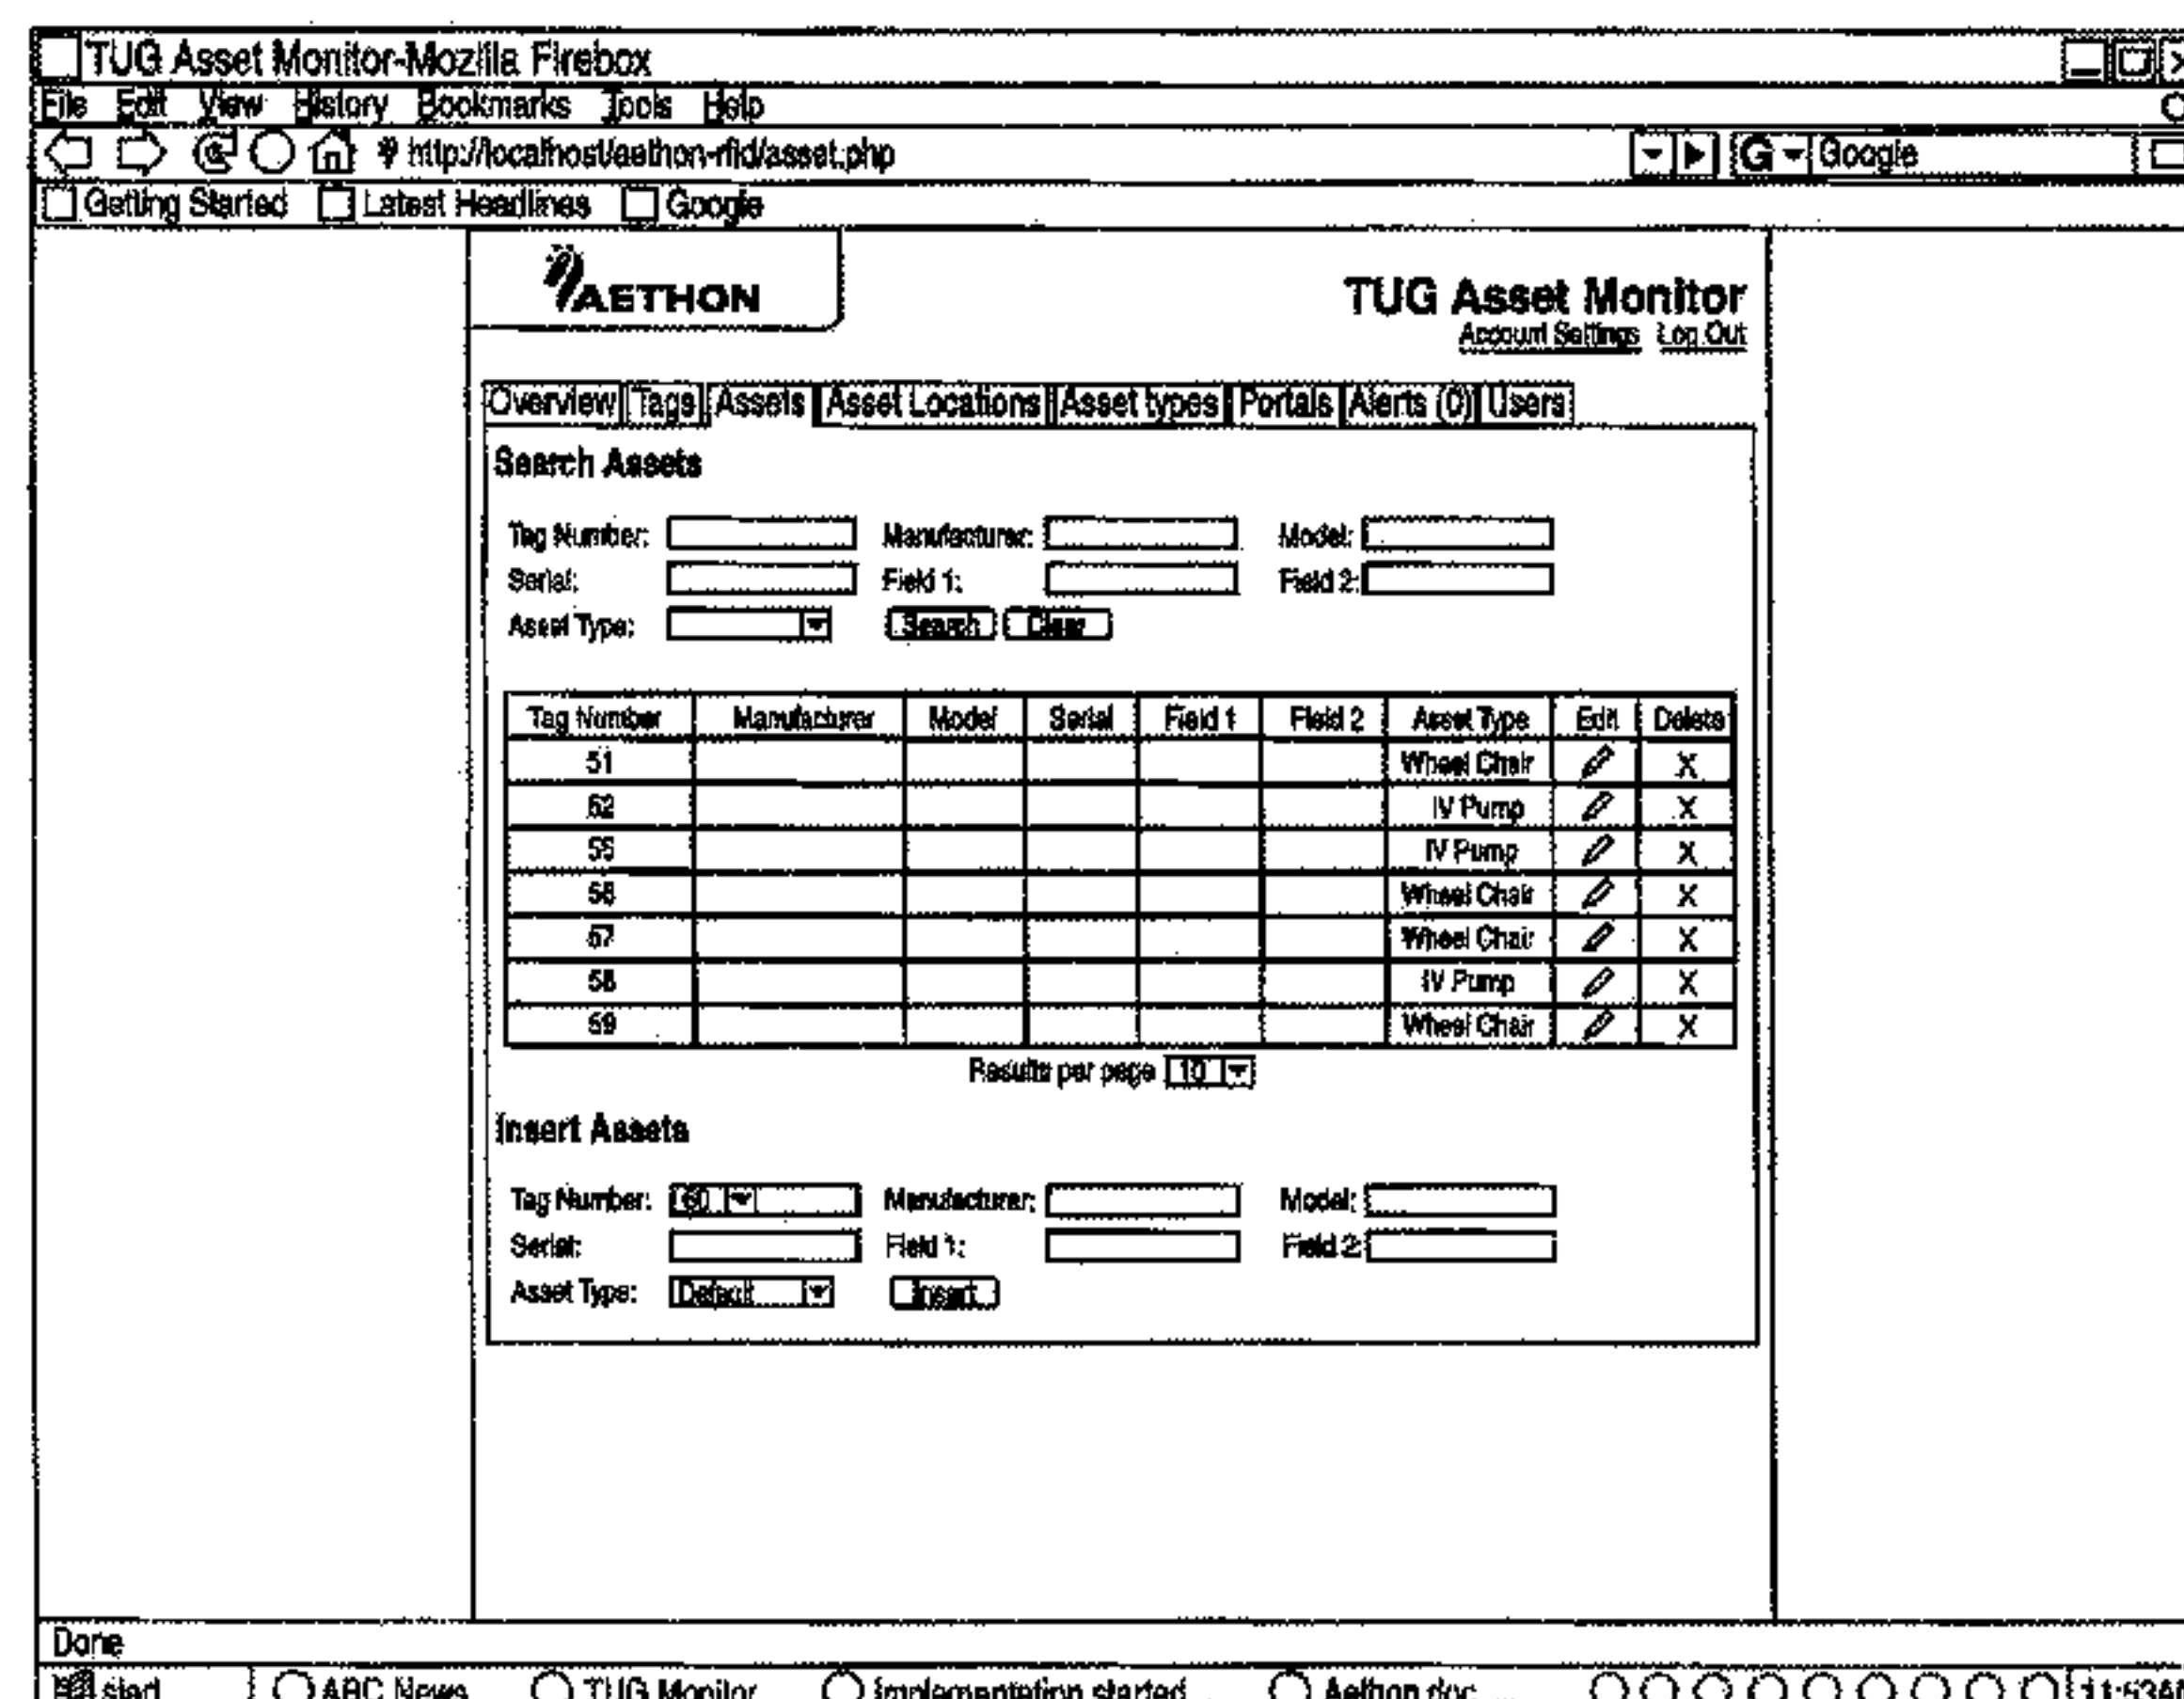 TUG Asset Monitor-Mozilla Firebox
File Edit View History Bookmarks Tools Help
http://localhost/aethon-rfid/asset.php G Google
Getting Started Latest Headlines Google
AETHON
TUG Asset Monitor
Account Settings Log Out
Overview Tags Assets Asset Locations Asset types Portals Alerts (0) Users
Search Assets
Tag Number: Manufacturer: Model:
Serial: Field 1: Field 2:
Asset Type: Search Clear
Tag Number Manufacturer Model Serial Field 1 Field 2 Asset Type Edit Delete
51 Wheel Chair X
52 IV Pump X
55 IV Pump X
56 Wheel Chair X
57 Wheel Chair X
58 IV Pump X
59 Wheel Chair X
Results per page 10
Insert Assets
Tag Number: 60 Manufacturer: Model:
Serial: Field 1: Field 2:
Asset Type: Default Insert
Done
start ABC News TUG Monitor Implementation started... Aethon doc ... 11:53A